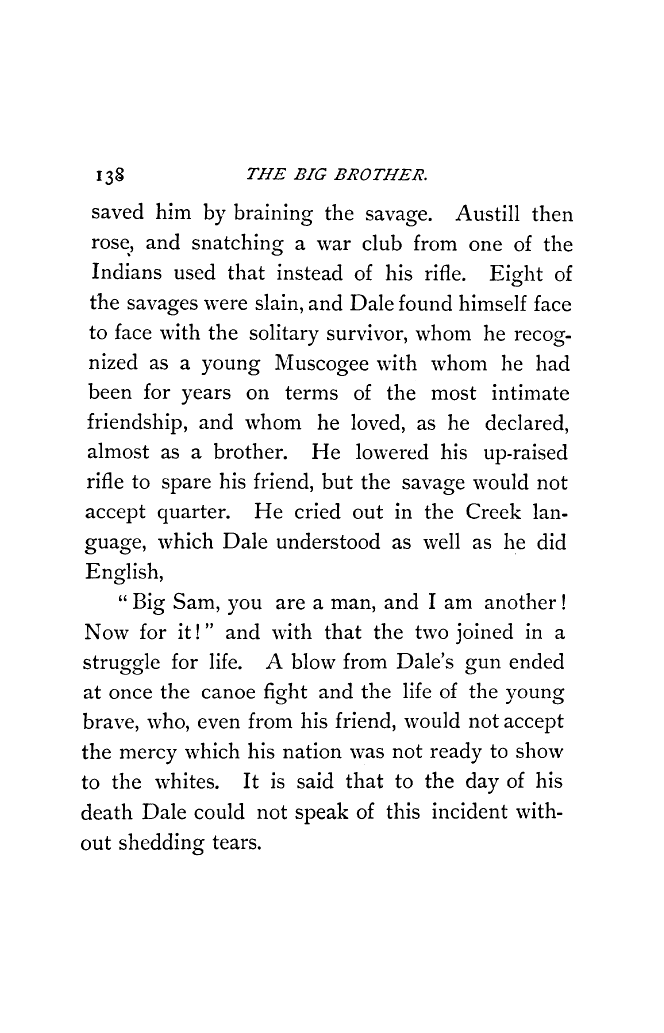 138 THE BIG BROTHER.
saved him by braining the savage. Austill then
rose, and snatching a war club from one of the
Indians used that instead of his rifle. Eight of
the savages were slain, and Dale found himself face
to face with the solitary survivor, whom he recog-
nized as a young Muscogee with whom he had
been for years on terms of the most intimate
friendship, and whom he loved, as he declared,
almost as a brother. He lowered his up-raised
rifle to spare his friend, but the savage would not
accept quarter. He cried out in the Creek lan-
guage, which Dale understood as well as he did
English,
“Big Sam, you are a man, and I am another!
Now for it!” and with that the two joined in a
struggle for life. A blow from Dale’s gun ended
at once the canoe fight and the life of the young
brave, who, even from his friend, would not accept
the mercy which his nation was not ready to show
to the whites. It is said that to the day of his
death Dale could not speak of this incident with-
out shedding tears.